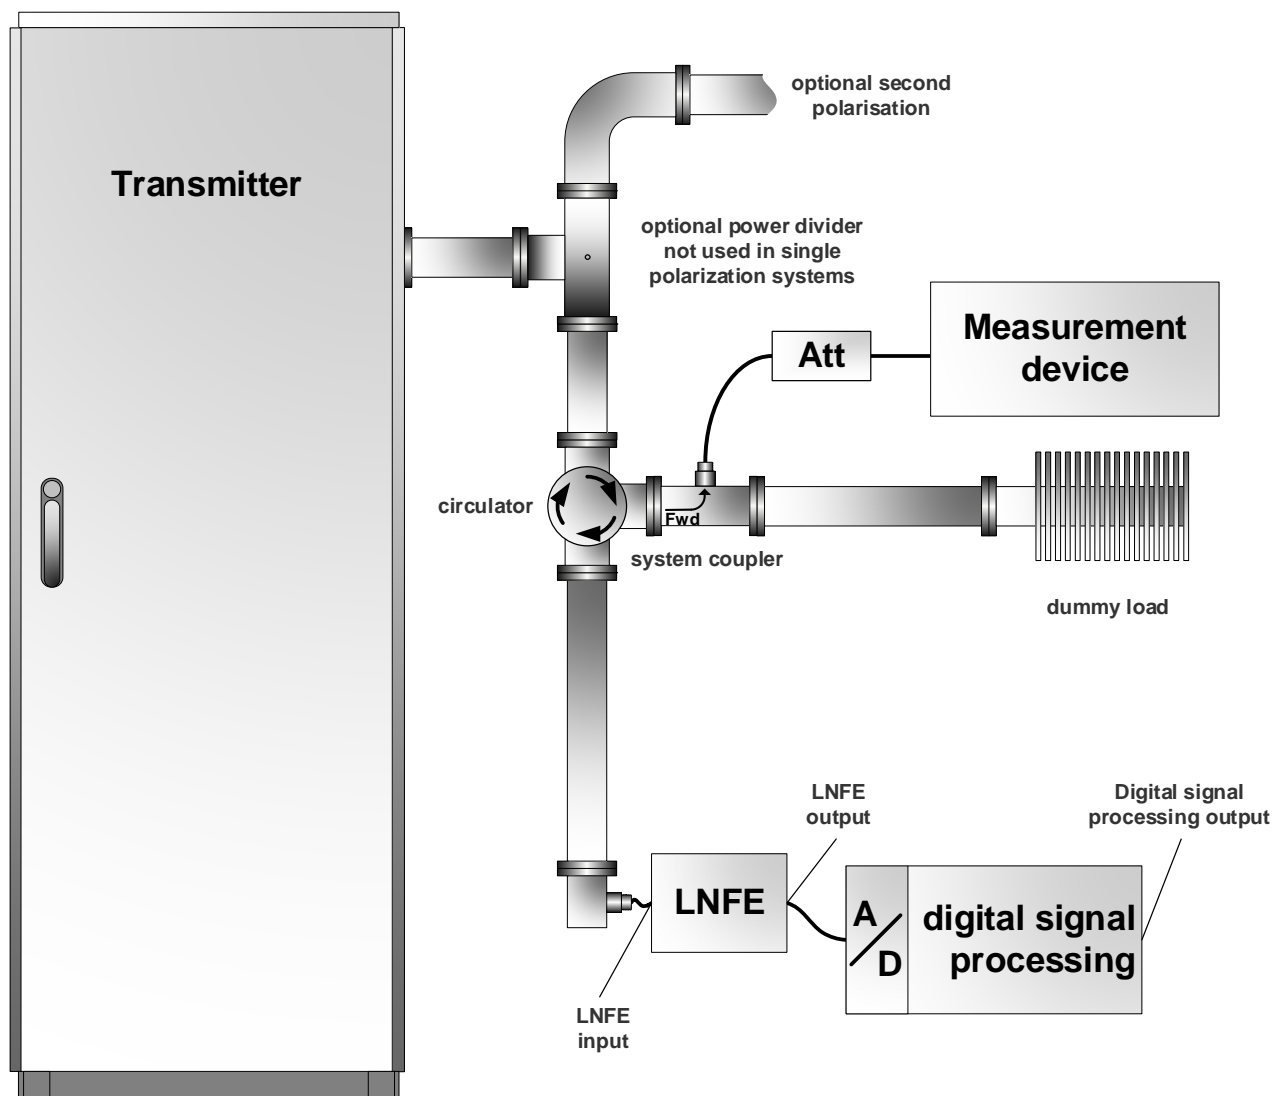 optional second
polarisation
Transmitter
optional power divider
not used in single
polarization systems
Measurement
device
Att
circulator
Fwd
system coupler
dummy load
LNFE
output
Digital signal
processing output
LNFE
A
D
digital signal
processing
LNFE
input